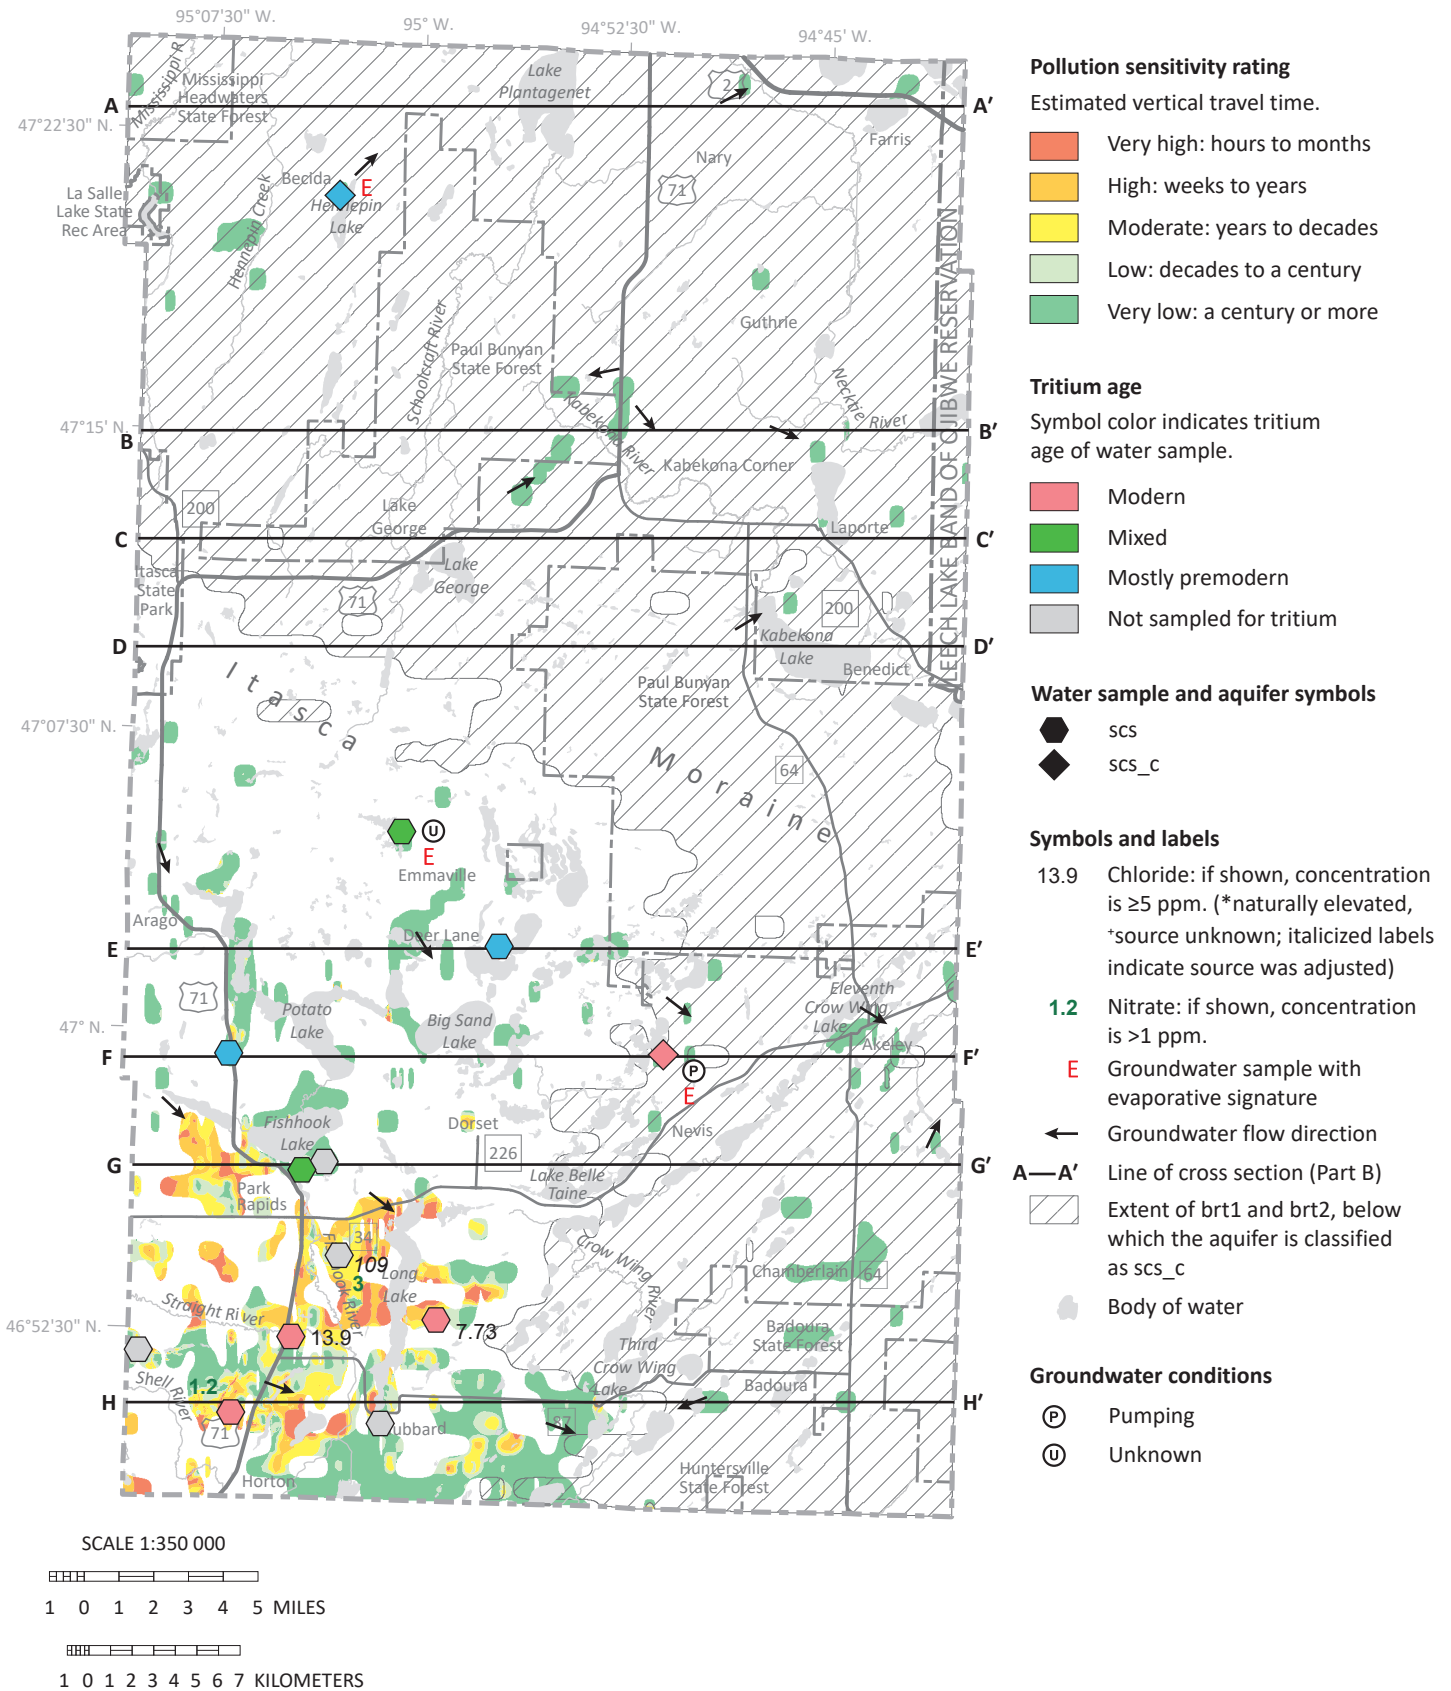 95°07'30" W.
95° W.
94°52'30" W.
94°45' W.
Mississippi R
Mississippi
Headwaters
State Forest
Lake
Plantagenet
2
A
A′
47°22'30" N.
Farris
Nary
71
Becida
E
Hennepin
Lake
La Salle
Lake State
Rec Area
Hennepin Creek
Schoolcraft River
Guthrie
Paul Bunyan
State Forest
LEECH LAKE BAND OF OJIBWE RESERVATION
Necktie River
Kabekona River
47°15' N.
B
B′
Kabekona Corner
200
Lake
George
Laporte
C
C′
Itasca
State
Park
Lake
George
71
200
Kabekona
Lake
D
D′
Benedict
Itasca
Paul Bunyan
State Forest
47°07'30" N.
Moraine
64
U
E
Emmaville
Arago
Deer Lane
E
E′
71
Potato
Lake
Big Sand
Lake
Eleventh
Crow Wing
Lake
47° N.
Akeley
F
F′
P
E
Fishhook
Lake
Dorset
Nevis
226
G
G′
Park
Rapids
Lake Belle
Taine
34
109
3
Long
Lake
Crow Wing River
Chamberlain
64
Straight River
46°52'30" N.
13.9
7.73
Badoura
State Forest
Third
Crow Wing
Lake
Shell River
1.2
Badoura
H
H′
71
87
Horton
Huntersville
State Forest
SCALE 1:350 000
1 0 1 2 3 4 5 MILES
1 0 1 2 3 4 5 6 7 KILOMETERS
Pollution sensitivity rating
Estimated vertical travel time.
Very high: hours to months
High: weeks to years
Moderate: years to decades
Low: decades to a century
Very low: a century or more
Tritium age
Symbol color indicates tritium
age of water sample.
Modern
Mixed
Mostly premodern
Not sampled for tritium
Water sample and aquifer symbols
scs
scs_c
Symbols and labels
13.9 Chloride: if shown, concentration
is ≥5 ppm. (*naturally elevated,
+source unknown; italicized labels
indicate source was adjusted)
1.2 Nitrate: if shown, concentration
is >1 ppm.
E Groundwater sample with
evaporative signature
Groundwater flow direction
A—A′ Line of cross section (Part B)
Extent of brt1 and brt2, below
which the aquifer is classified
as scs_c
Body of water
Groundwater conditions
P Pumping
U Unknown